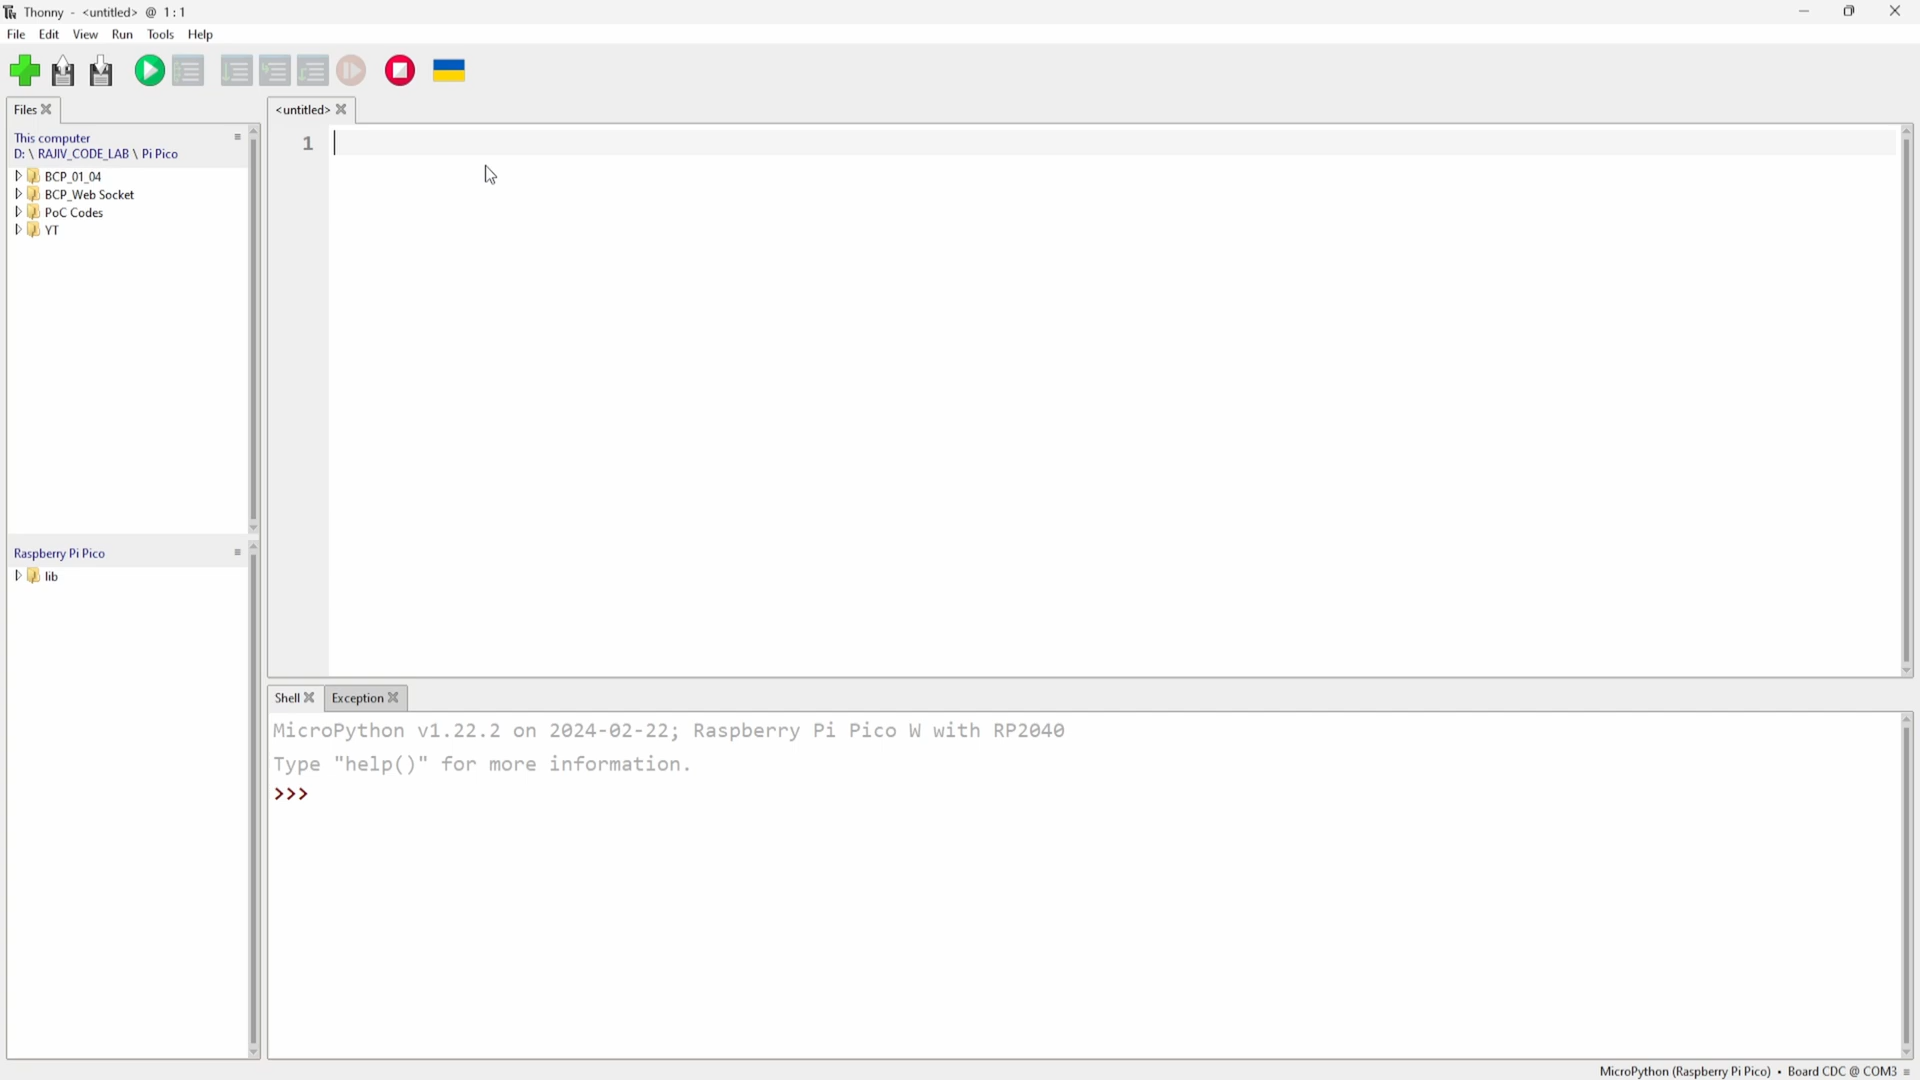 Thonny - <untitled> @ 1 : 1
File Edit View Run Tools Help
Files
<untitled>
This computer
D: \ RAJIV_CODE_LAB \ Pi Pico
BCP_01_04
BCP_Web Socket
PoC Codes
YT
1
Raspberry Pi Pico
lib
Shell
Exception
MicroPython v1.22.2 on 2024-02-22; Raspberry Pi Pico W with RP2040
Type "help()" for more information.
>>>
MicroPython (Raspberry Pi Pico) • Board CDC @ COM3 ≡